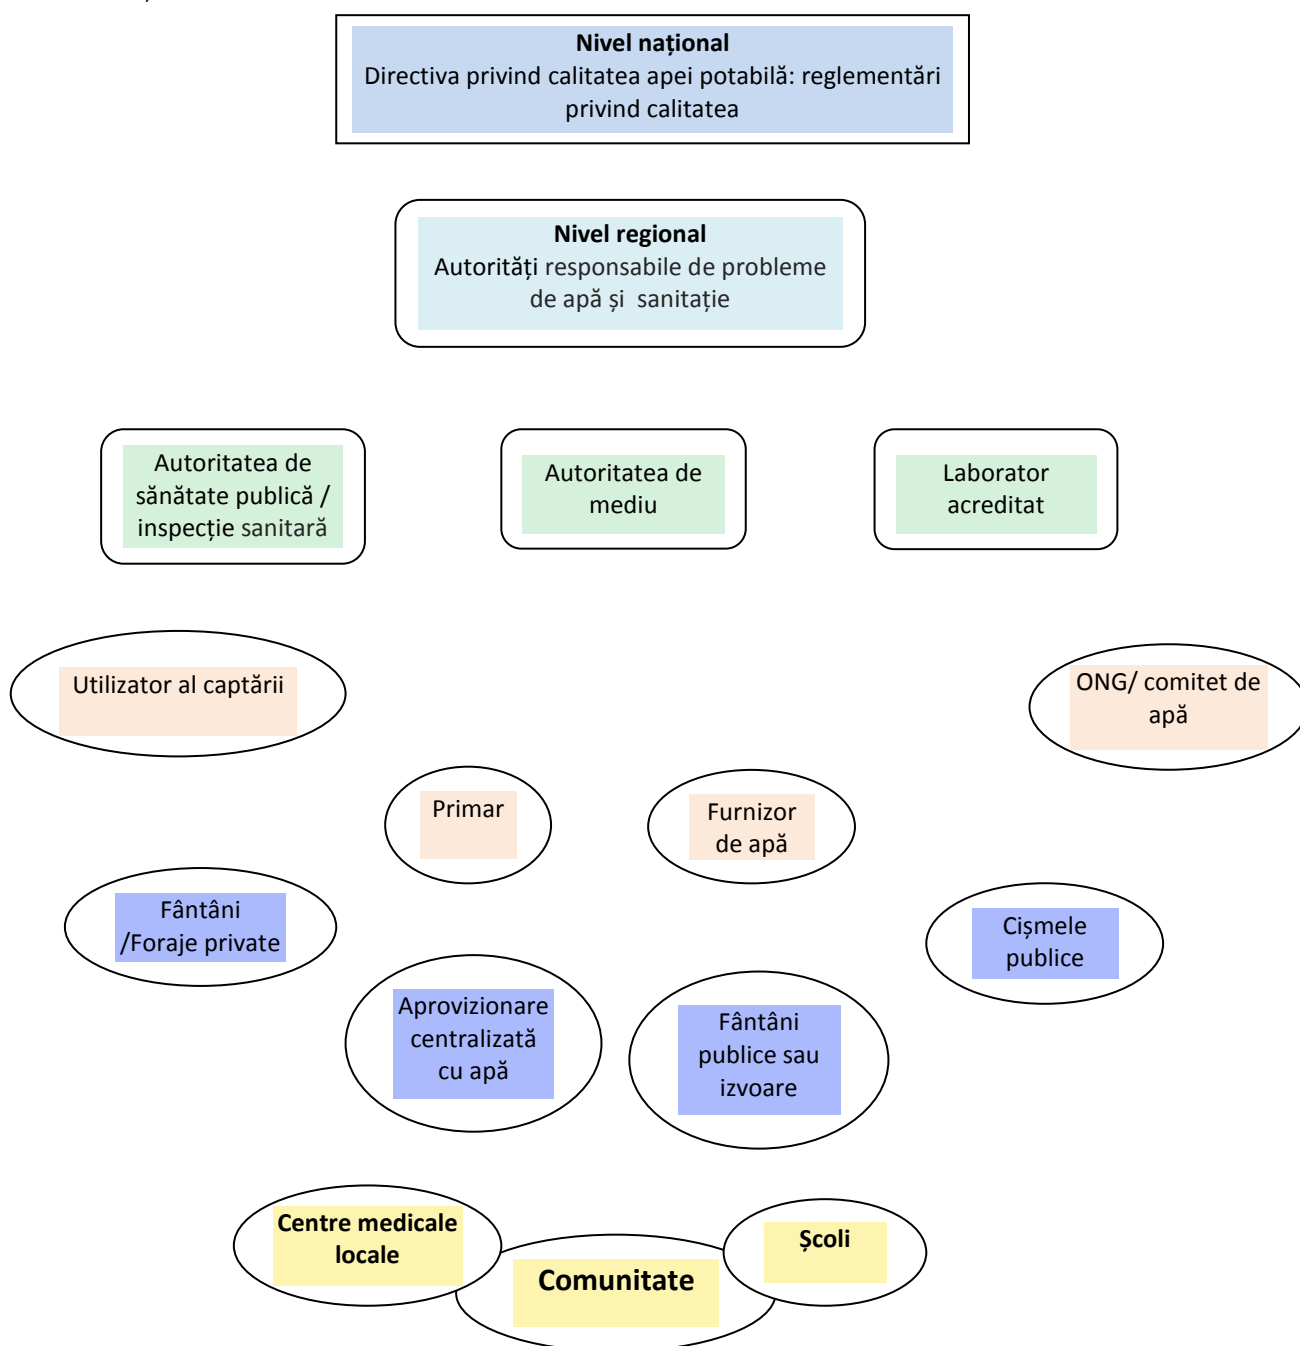 Nivel național
Directiva privind calitatea apei potabilă: reglementări
privind calitatea
Nivel regional
Autorități responsabile de probleme
de apă și sanitație
Autoritatea de
sănătate publică /
inspecție sanitară
Autoritatea de
mediu
Laborator
acreditat
Utilizator al captării
ONG/ comitet de
apă
Primar
Furnizor
de apă
Fântâni
/Foraje private
Cișmele
publice
Aprovizionare
centralizată
cu apă
Fântâni
publice sau
izvoare
Centre medicale
locale
Școli
Comunitate